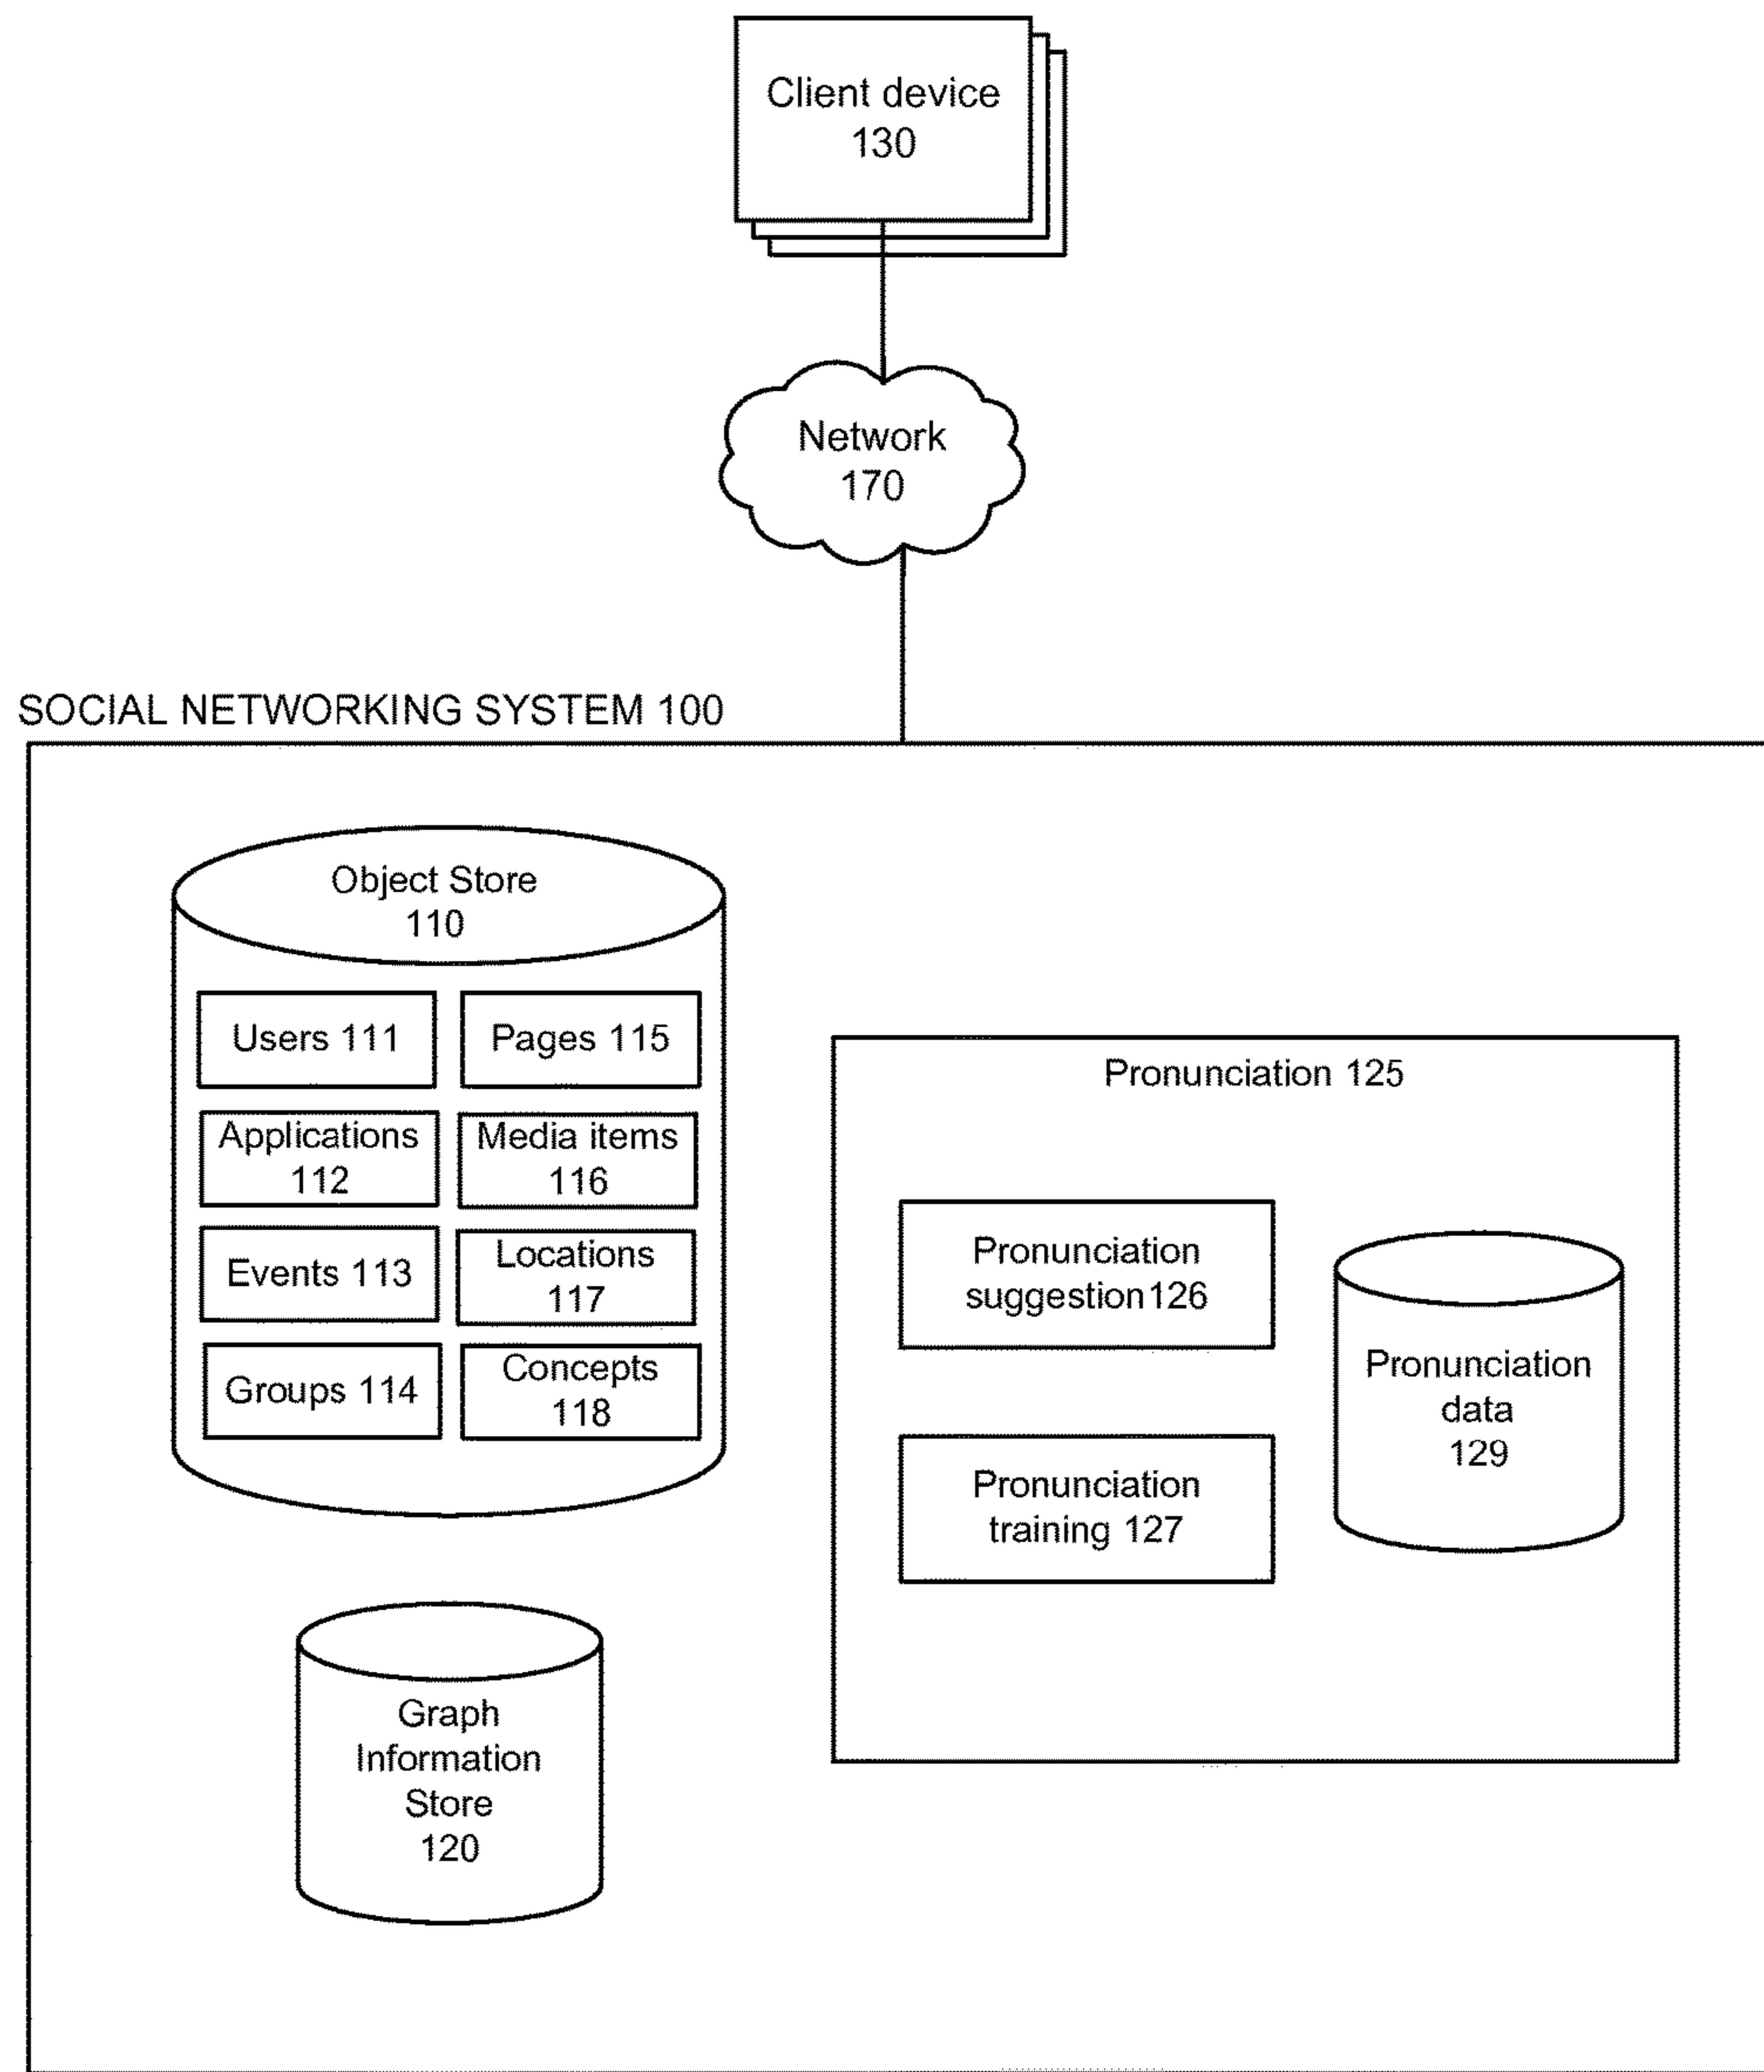 Client device
130
Network
170
SOCIAL NETWORKING SYSTEM 100
Object Store
110
Users 111
Pages 115
Applications
112
Media items
116
Events 113
Locations
117
Groups 114
Concepts
118
Pronunciation 125
Pronunciation
suggestion126
Pronunciation
training 127
Pronunciation
data
129
Graph
Information
Store
120